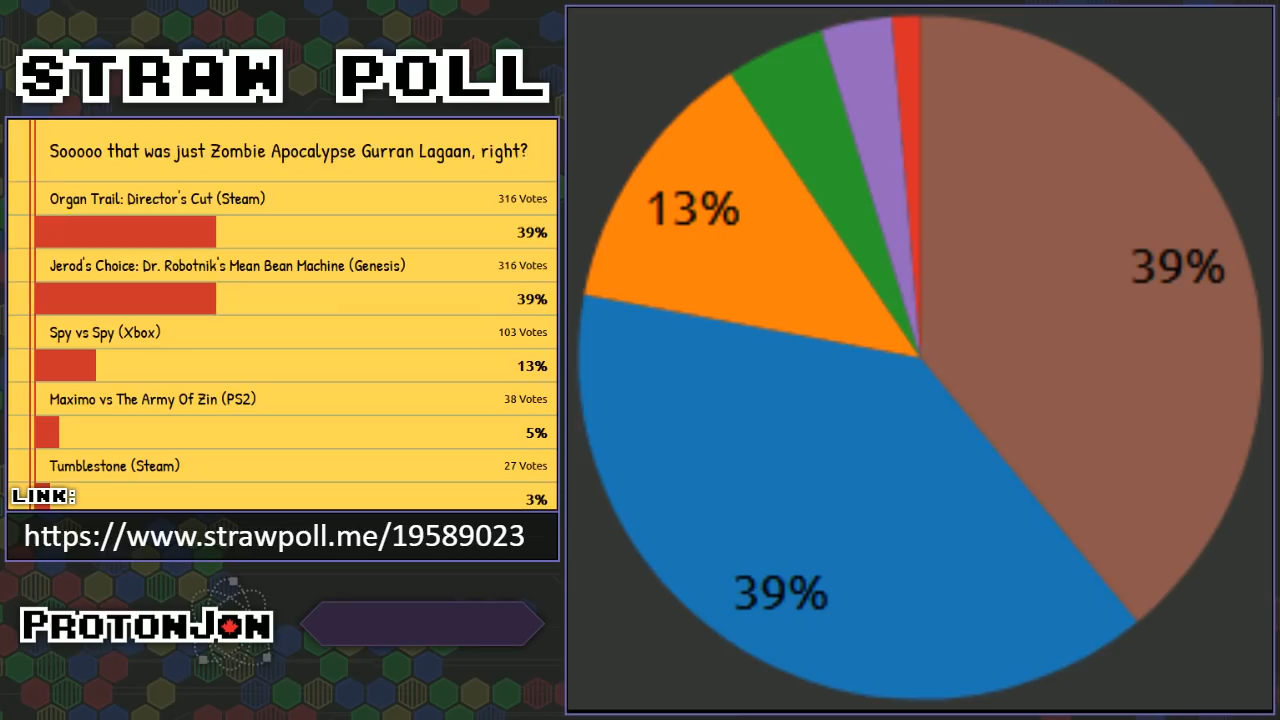 STRAW POLL
Sooooo that was just Zombie Apocalypse Gurran Lagaan, right?
Organ Trail: Director's Cut (Steam) 316 Votes
39%
Jerod's Choice: Dr. Robotnik's Mean Bean Machine (Genesis) 316 Votes
39%
Spy vs Spy (Xbox) 103 Votes
13%
Maximo vs The Army Of Zin (PS2) 38 Votes
5%
Tumblestone (Steam) 27 Votes
3%
LINK:
https://www.strawpoll.me/19589023
PROTONJON
13%
39%
39%